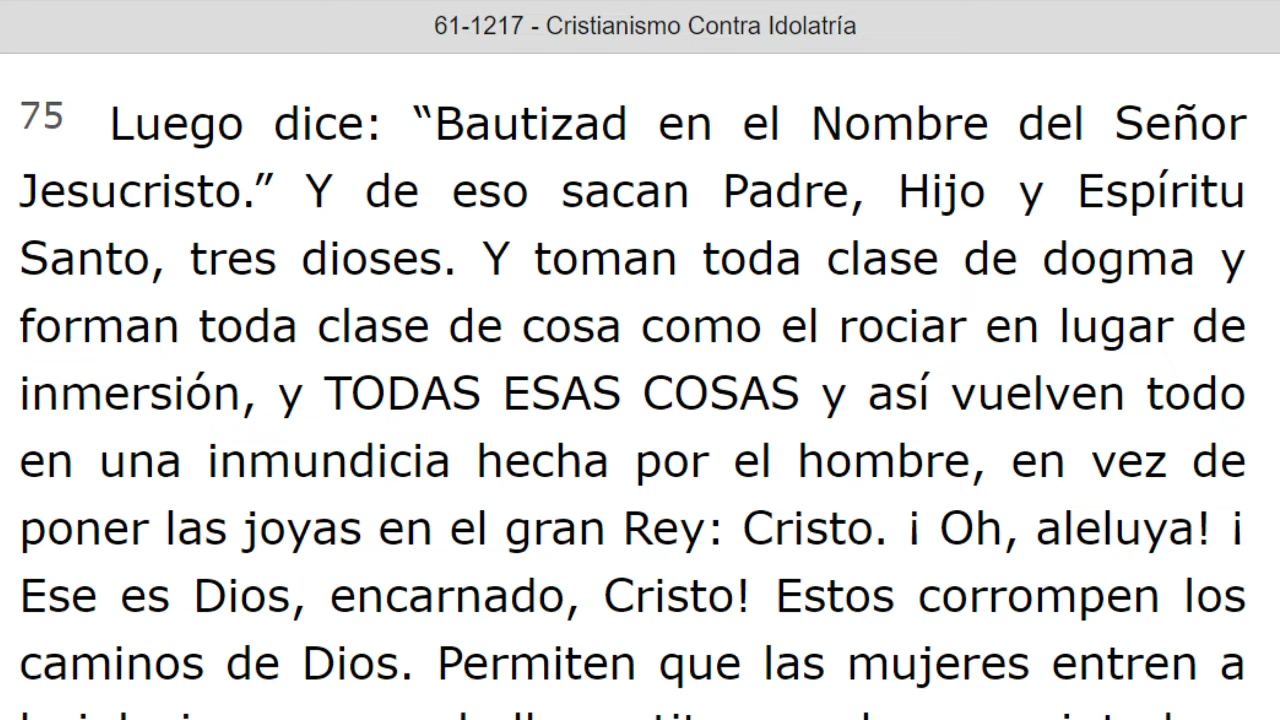 61-1217 - Cristianismo Contra Idolatría
75 Luego dice: “Bautizad en el Nombre del Señor
Jesucristo.” Y de eso sacan Padre, Hijo y Espíritu
Santo, tres dioses. Y toman toda clase de dogma y
forman toda clase de cosa como el rociar en lugar de
inmersión, y TODAS ESAS COSAS y así vuelven todo
en una inmundicia hecha por el hombre, en vez de
poner las joyas en el gran Rey: Cristo. ¡ Oh, aleluya! ¡
Ese es Dios, encarnado, Cristo! Estos corrompen los
caminos de Dios. Permiten que las mujeres entren a